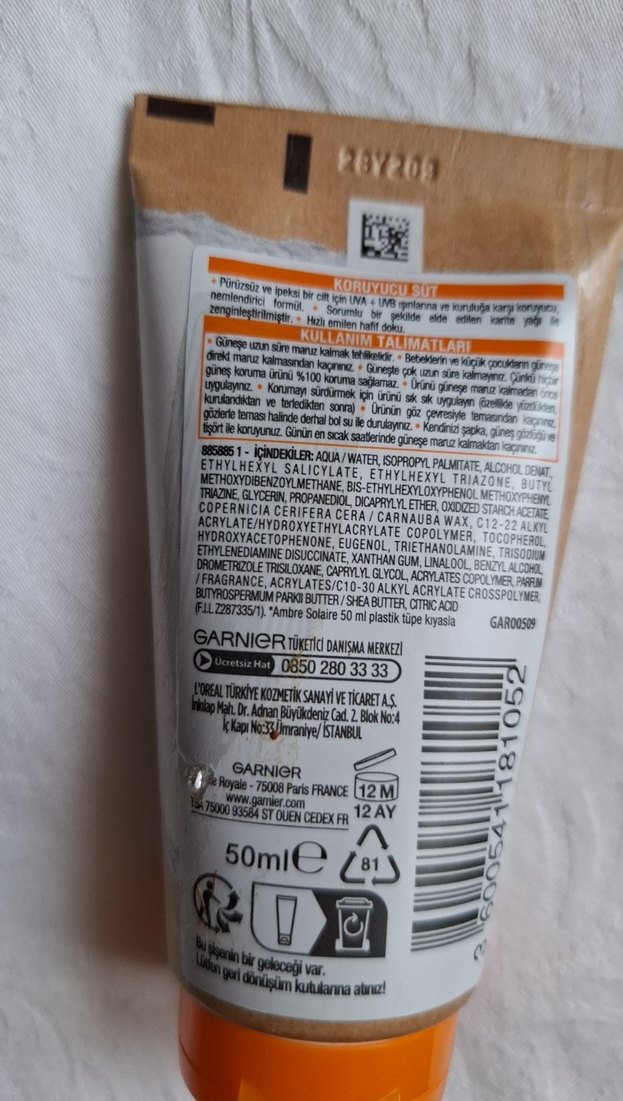 26Y209
KORUYUCU SÜT
• Pürüzsüz ve ipeksi bir cilt için UVA + UVB ışınlarına ve kuruluğa karşı koruyucu,
nemlendirici formül. • Sorumlu bir şekilde elde edilen karite yağı ile
zenginleştirilmiştir. • Hızlı emilen hafif doku.
KULLANIM TALİMATLARI
• Güneşe uzun süre maruz kalmak tehlikelidir. • Bebeklerin ve küçük çocukların güneşe
direkt maruz kalmasından kaçınınız. • Güneşte çok uzun süre kalmayınız. Çünkü hiçbir
güneş koruma ürünü %100 koruma sağlamaz. • Ürünü güneşe maruz kalmadan önce
uygulayınız. • Korumayı sürdürmek için ürünü sık sık uygulayın (özellikle yüzdükten,
kurulandıktan ve terledikten sonra) • Ürünün göz çevresiyle temasından kaçınınız,
gözlerle teması halinde derhal bol su ile durulayınız. • Kendinizi şapka, güneş gözlüğü ve
tişört ile koruyunuz. Günün en sıcak saatlerinde güneşe maruz kalmaktan kaçınınız.
885885 1 - İÇİNDEKİLER: AQUA / WATER, ISOPROPYL PALMITATE, ALCOHOL DENAT.,
ETHYLHEXYL SALICYLATE, ETHYLHEXYL TRIAZONE, BUTYL
METHOXYDIBENZOYLMETHANE, BIS-ETHYLHEXYLOXYPHENOL METHOXYPHENYL
TRIAZINE, GLYCERIN, PROPANEDIOL, DICAPRYLYL ETHER, OXIDIZED STARCH ACETATE,
COPERNICIA CERIFERA CERA / CARNAUBA WAX, C12-22 ALKYL
ACRYLATE/HYDROXYETHYLACRYLATE COPOLYMER, TOCOPHEROL,
HYDROXYACETOPHENONE, EUGENOL, TRIETHANOLAMINE, TRISODIUM
ETHYLENEDIAMINE DISUCCINATE, XANTHAN GUM, LINALOOL, BENZYL ALCOHOL,
DROMETRIZOLE TRISILOXANE, CAPRYLYL GLYCOL, ACRYLATES COPOLYMER, PARFUM
/ FRAGRANCE, ACRYLATES/C10-30 ALKYL ACRYLATE CROSSPOLYMER,
BUTYROSPERMUM PARKII BUTTER / SHEA BUTTER, CITRIC ACID
(F.I.L Z287335/1). *Ambre Solaire 50 ml plastik tüpe kıyasla GAR00509
GARNIER TÜKETİCİ DANIŞMA MERKEZİ
Ücretsiz Hat 0850 280 33 33
L'OREAL TÜRKİYE KOZMETİK SANAYİ VE TİCARET A.Ş.
İnkılap Mah. Dr. Adnan Büyükdeniz Cad. 2. Blok No:4
İç Kapı No:33 Ümraniye/ İSTANBUL
GARNIER
Royale - 75008 Paris FRANCE
www.garnier.com
TSA 75000 93584 ST OUEN CEDEX FR
12 M
12 AY
50ml e
81
Bu şişenin bir geleceği var.
Lütfen geri dönüşüm kutularına atınız!
3 600541 181052